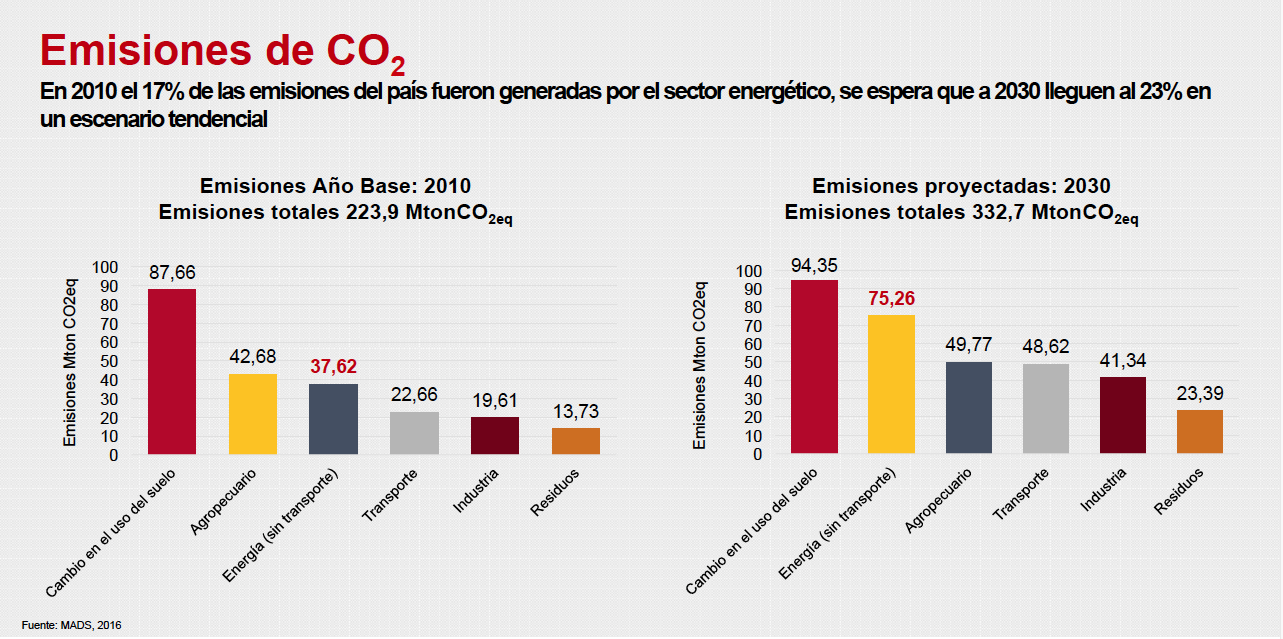 Emisiones de CO2
En 2010 el 17% de las emisiones del país fueron generadas por el sector energético, se espera que a 2030 lleguen al 23% en
un escenario tendencial
Emisiones Año Base: 2010
Emisiones totales 223,9 MtonCO2eq
Emisiones Mton CO2eq
100
90
80
70
60
50
40
30
20
10
0
87,66
42,68
37,62
22,66
19,61
13,73
Cambio en el uso del suelo
Agropecuario
Energía (sin transporte)
Transporte
Industria
Residuos
Emisiones proyectadas: 2030
Emisiones totales 332,7 MtonCO2eq
Emisiones Mton CO2eq
100
90
80
70
60
50
40
30
20
10
0
94,35
75,26
49,77
48,62
41,34
23,39
Cambio en el uso del suelo
Energía (sin transporte)
Agropecuario
Transporte
Industria
Residuos
Fuente: MADS, 2016